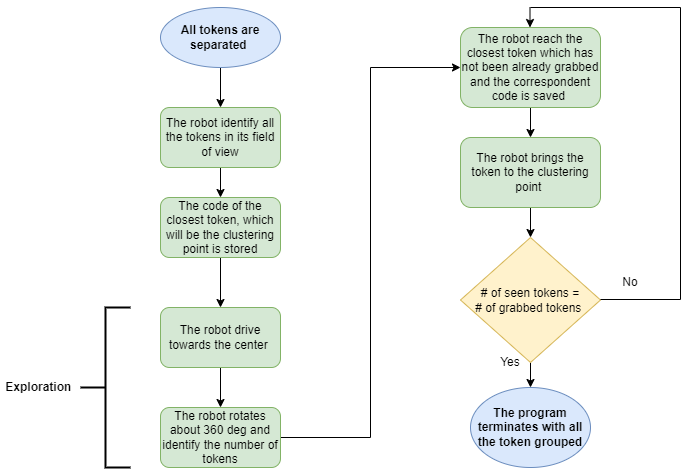 All tokens are
separated
The robot identify all
the tokens in its field
of view
The code of the
closest token, which
will be the clustering
point is stored
The robot drive
towards the center
Exploration
The robot rotates
about 360 deg and
identify the number of
tokens
The robot reach the
closest token which has
not been already grabbed
and the correspondent
code is saved
The robot brings the
token to the clustering
point
# of seen tokens =
# of grabbed tokens
No
Yes
The program
terminates with all
the token grouped